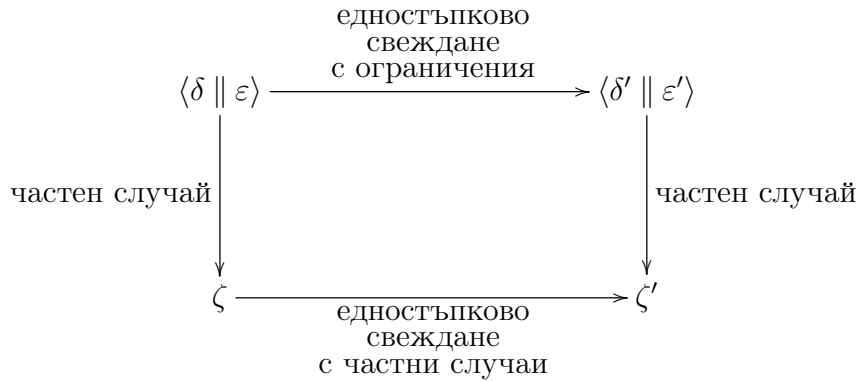 едностъпково
свеждане
с ограничения
⟨δ ∥ ε⟩ ⟨δ′ ∥ ε′⟩
частен случай частен случай
ζ ζ′
едностъпково
свеждане
с частни случаи